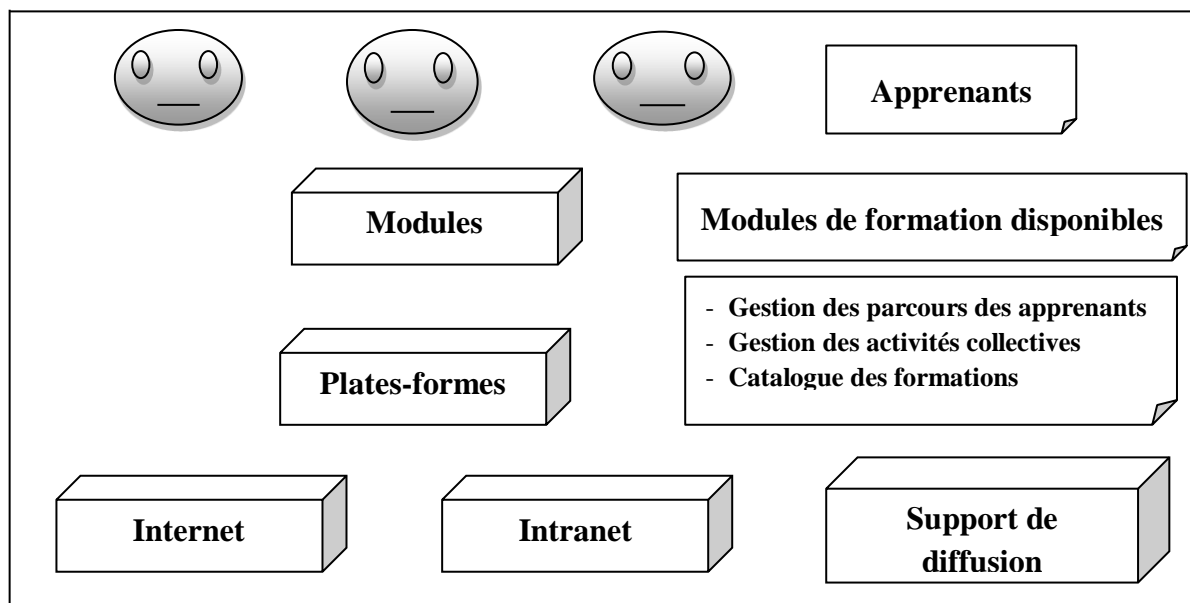 Apprenants
Modules
Modules de formation disponibles
- Gestion des parcours des apprenants
- Gestion des activités collectives
- Catalogue des formations
Plates-formes
Internet
Intranet
Support de
diffusion